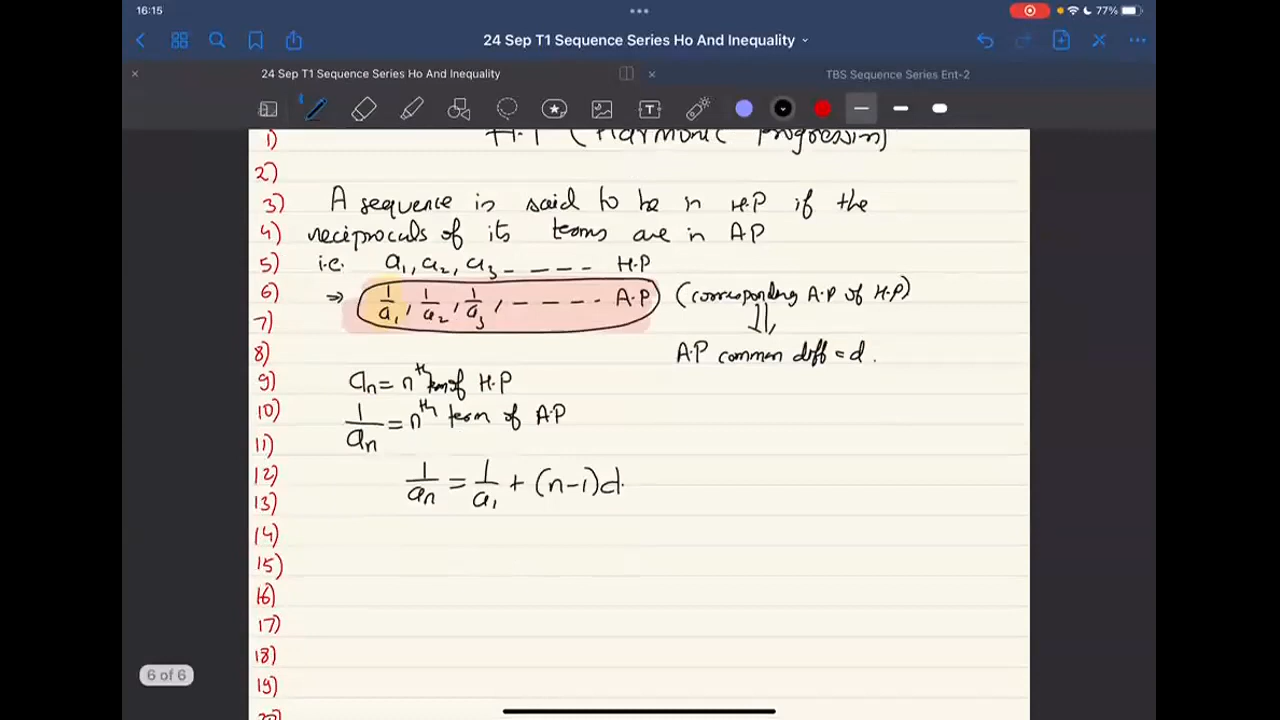 16:15
77%
24 Sep T1 Sequence Series Ho And Inequality
24 Sep T1 Sequence Series Ho And Inequality
TBS Sequence Series Ent-2
1) H.P (Harmonic Progressin)
2)
3) A sequence is said to be in H.P if the
4) reciprocals of its terms are in A.P
5) i.e. a₁, a₂, a₃ _ _ _ _ _ H.P
6) ⇒ 1/a₁, 1/a₂, 1/a₃, _ _ _ _ _ A.P (corresponding A.P of H.P)
7)
8) A.P common diff = d.
9) aₙ = nᵗʰ term of H.P
10) 1/aₙ = nᵗʰ term of A.P
11)
12) 1/aₙ = 1/a₁ + (n-1)d
13)
14)
15)
16)
17)
18)
19)
20)
6 of 6